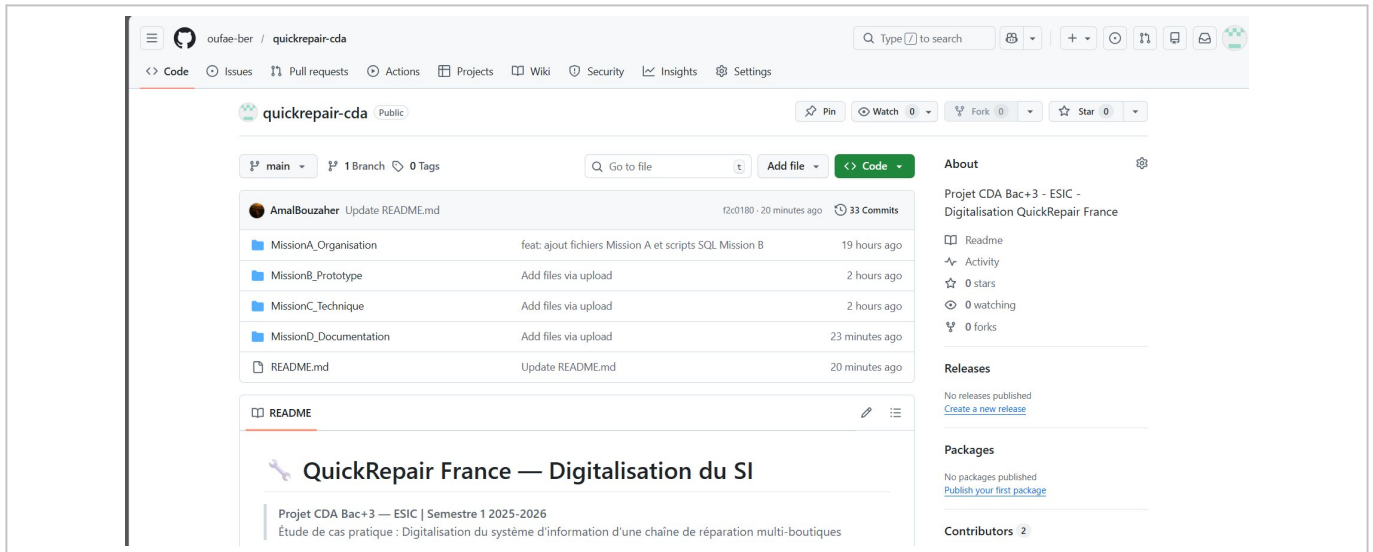 oufae-ber / quickrepair-cda
Type / to search
Code Issues Pull requests Actions Projects Wiki Security Insights Settings
quickrepair-cda Public
Pin Watch 0 Fork 0 Star 0
main 1 Branch 0 Tags
Go to file t Add file Code
AmalBouzaher Update README.md f2c0180 · 20 minutes ago 33 Commits
MissionA_Organisation feat: ajout fichiers Mission A et scripts SQL Mission B 19 hours ago
MissionB_Prototype Add files via upload 2 hours ago
MissionC_Technique Add files via upload 2 hours ago
MissionD_Documentation Add files via upload 23 minutes ago
README.md Update README.md 20 minutes ago
README
QuickRepair France — Digitalisation du SI
Projet CDA Bac+3 — ESIC | Semestre 1 2025-2026
Étude de cas pratique : Digitalisation du système d'information d'une chaîne de réparation multi-boutiques
About
Projet CDA Bac+3 - ESIC -
Digitalisation QuickRepair France
Readme
Activity
0 stars
0 watching
0 forks
Releases
No releases published
Create a new release
Packages
No packages published
Publish your first package
Contributors 2